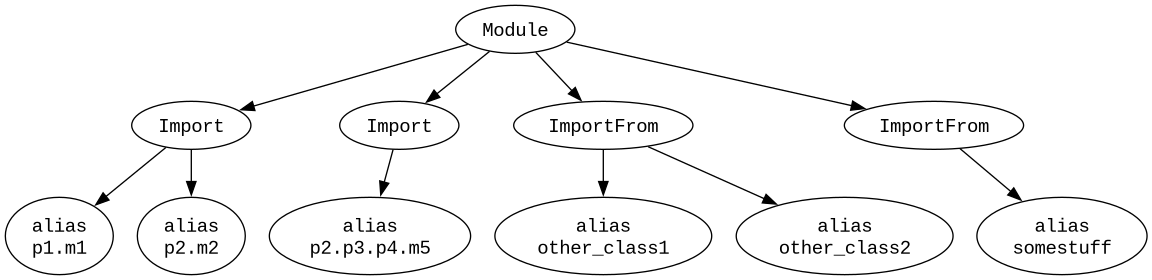 Module
Import
Import
ImportFrom
ImportFrom
alias
p1.m1
alias
p2.m2
alias
p2.p3.p4.m5
alias
other_class1
alias
other_class2
alias
somestuff